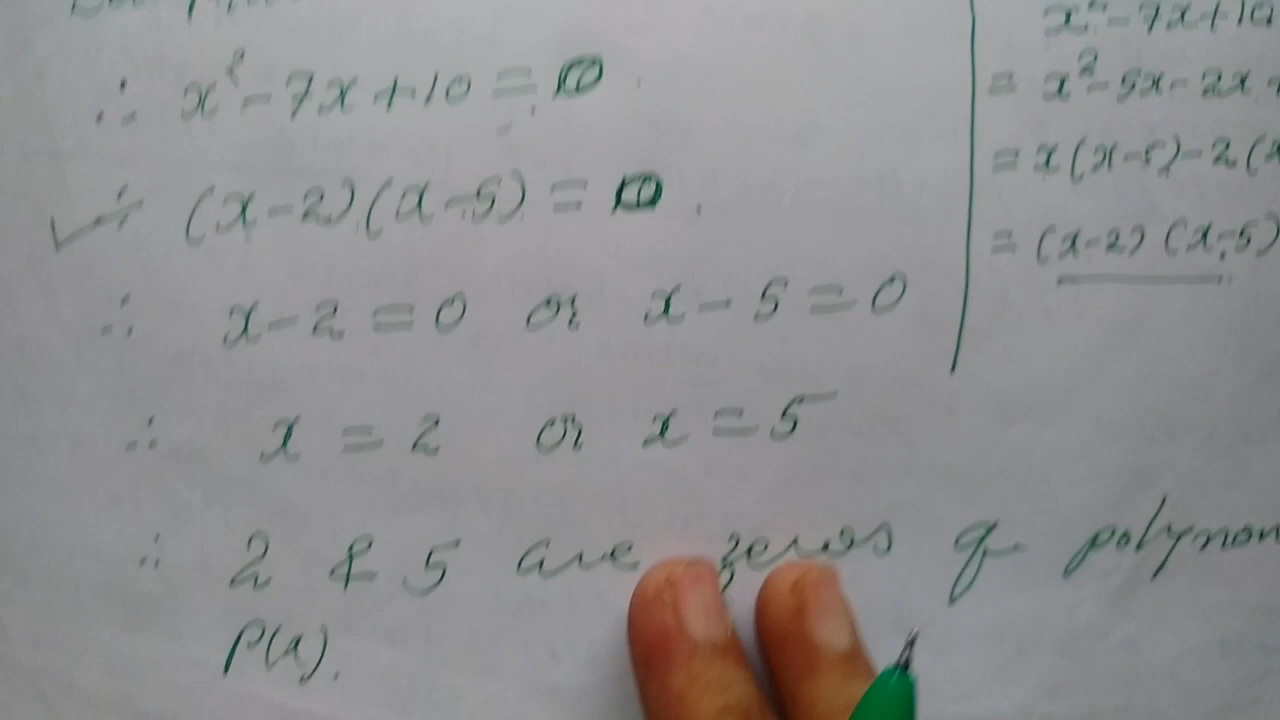 ∴ x² - 7x + 10 = 0
∴ (x-2)(x-5) = 0
∴ x - 2 = 0 or x - 5 = 0
∴ x = 2 or x = 5
∴ 2 & 5 are zeros of polynom
P(x).
x² - 7x + 10
= x² - 5x - 2x +
= x(x-5) - 2(x
= (x-2) (x-5)